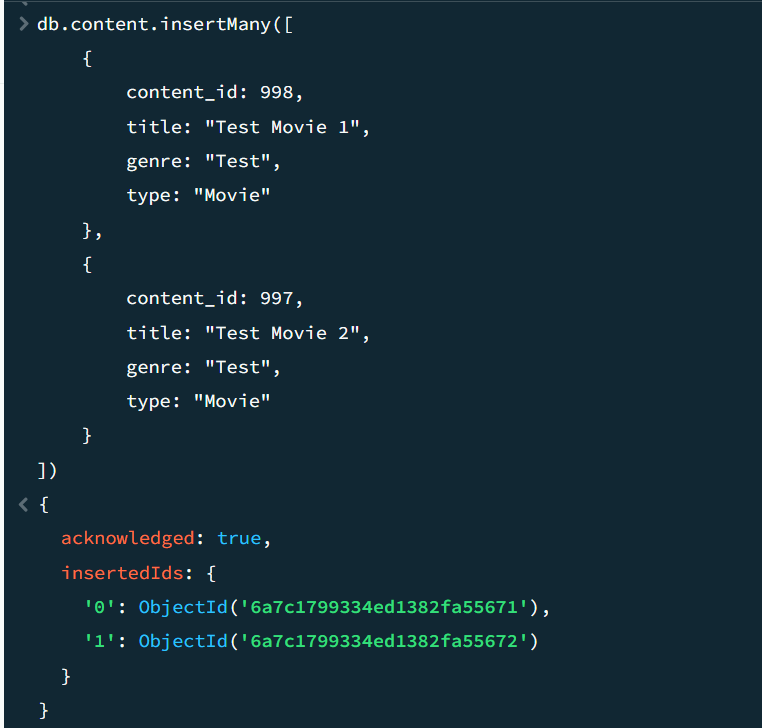 > db.content.insertMany([
{
content_id: 998,
title: "Test Movie 1",
genre: "Test",
type: "Movie"
},
{
content_id: 997,
title: "Test Movie 2",
genre: "Test",
type: "Movie"
}
])
< {
acknowledged: true,
insertedIds: {
'0': ObjectId('6a7c1799334ed1382fa55671'),
'1': ObjectId('6a7c1799334ed1382fa55672')
}
}